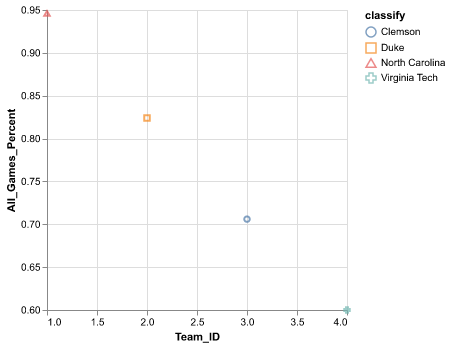 0.95
0.90
0.85
0.80
0.75
0.70
0.65
0.60
All_Games_Percent
1.0 1.5 2.0 2.5 3.0 3.5 4.0
Team_ID
classify
Clemson
Duke
North Carolina
Virginia Tech